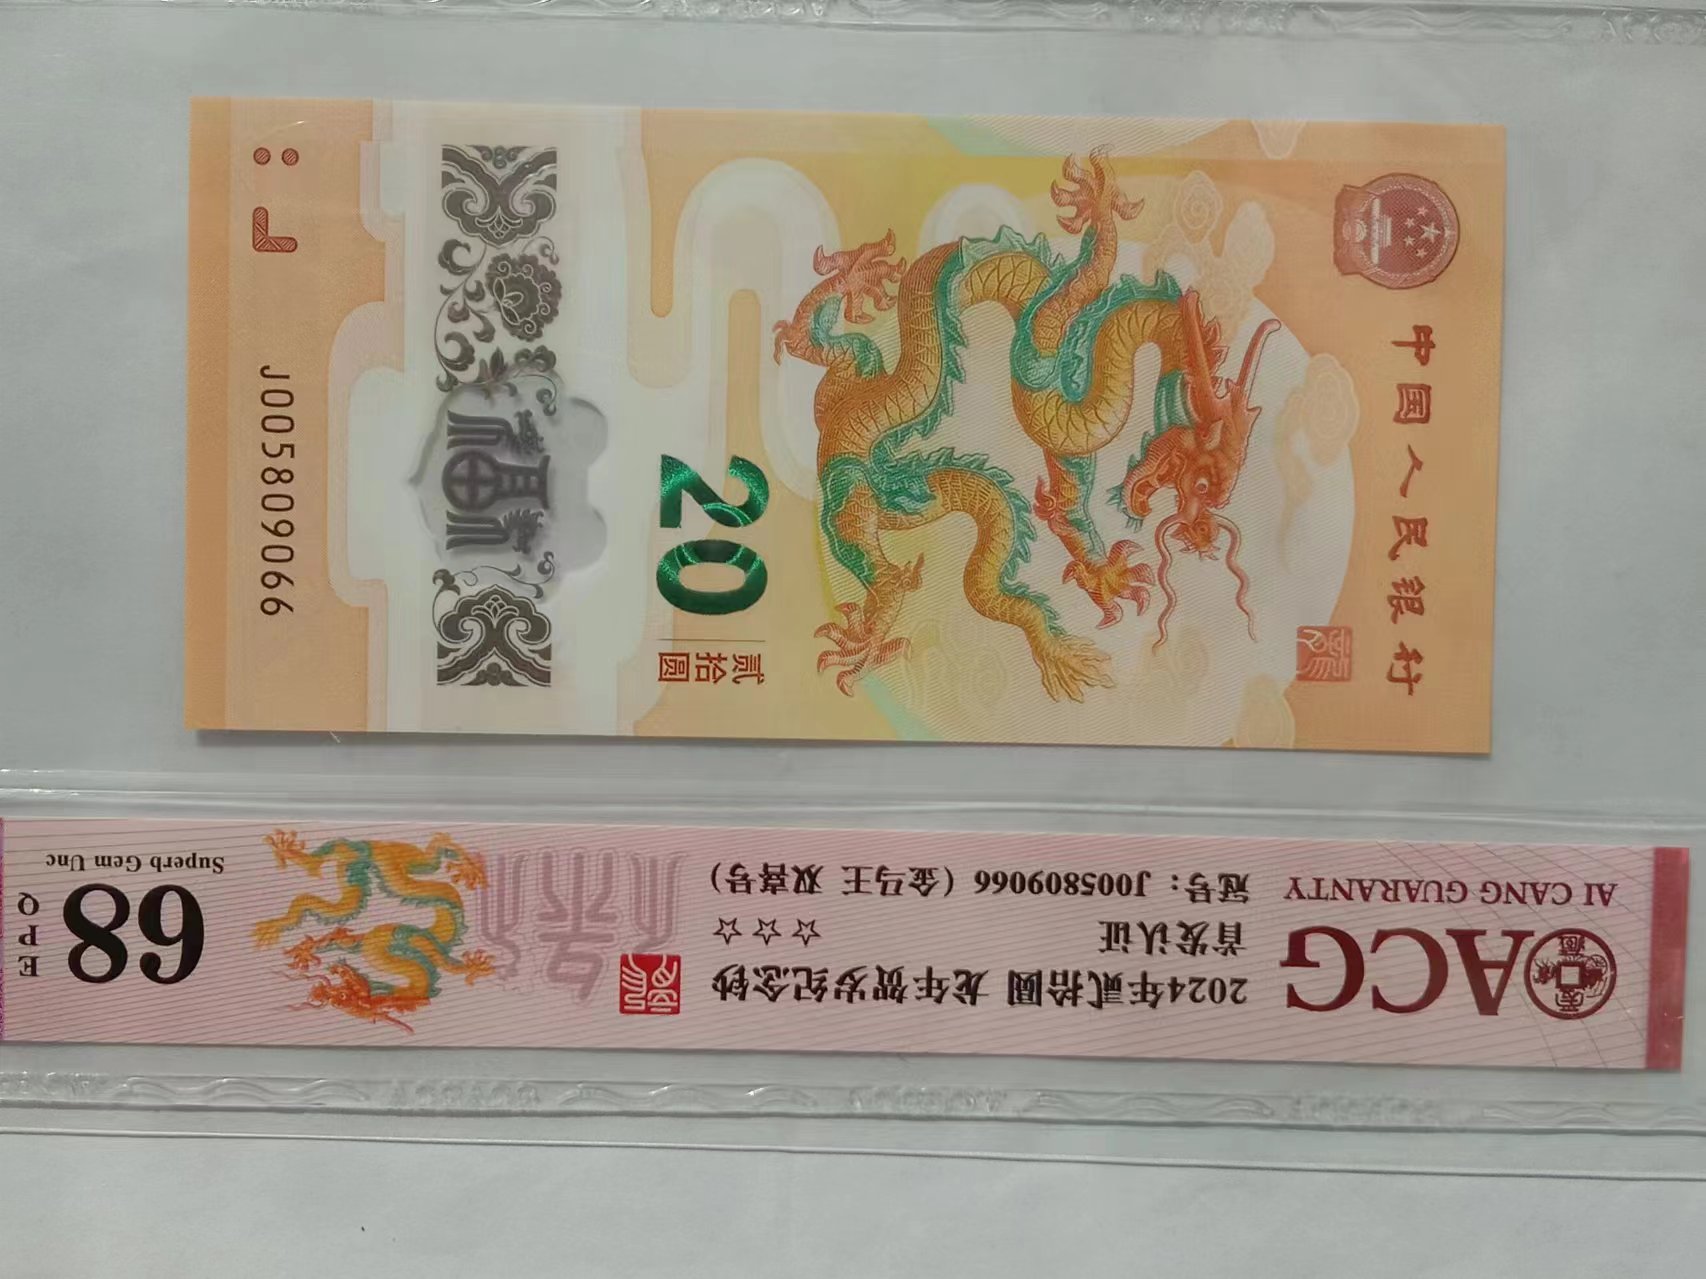 中国人民银行
20
贰拾圆
J005809066
ACG
AI CANG GUARANTY
2024年贰拾圆 龙年贺岁纪念钞
首发认证 ☆☆☆
冠号：J005809066（金马王 双喜号）
68
EPQ
Superb Gem Unc